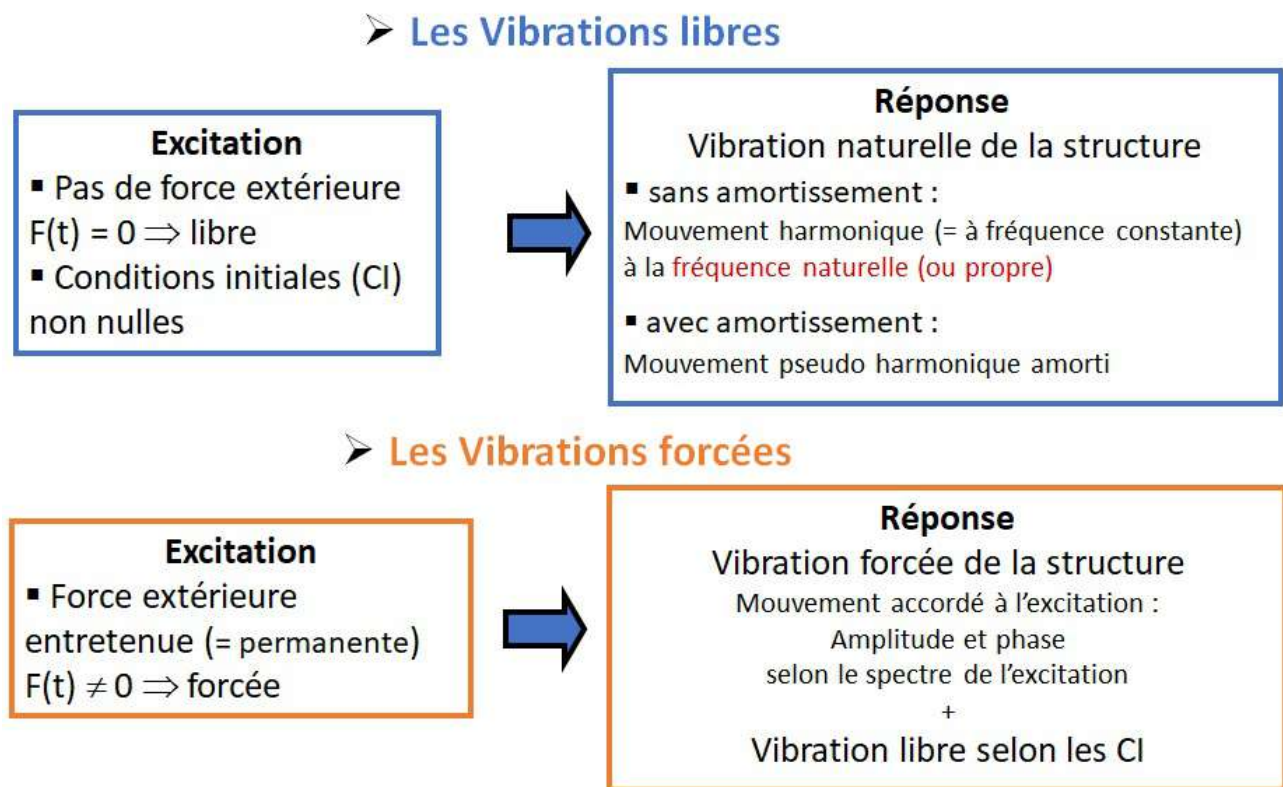 ➢ Les Vibrations libres
Excitation
▪ Pas de force extérieure
F(t) = 0 ⇒ libre
▪ Conditions initiales (CI)
non nulles
Réponse
Vibration naturelle de la structure
▪ sans amortissement :
Mouvement harmonique (= à fréquence constante)
à la fréquence naturelle (ou propre)
▪ avec amortissement :
Mouvement pseudo harmonique amorti
➢ Les Vibrations forcées
Excitation
▪ Force extérieure
entretenue (= permanente)
F(t) ≠ 0 ⇒ forcée
Réponse
Vibration forcée de la structure
Mouvement accordé à l’excitation :
Amplitude et phase
selon le spectre de l’excitation
+
Vibration libre selon les CI